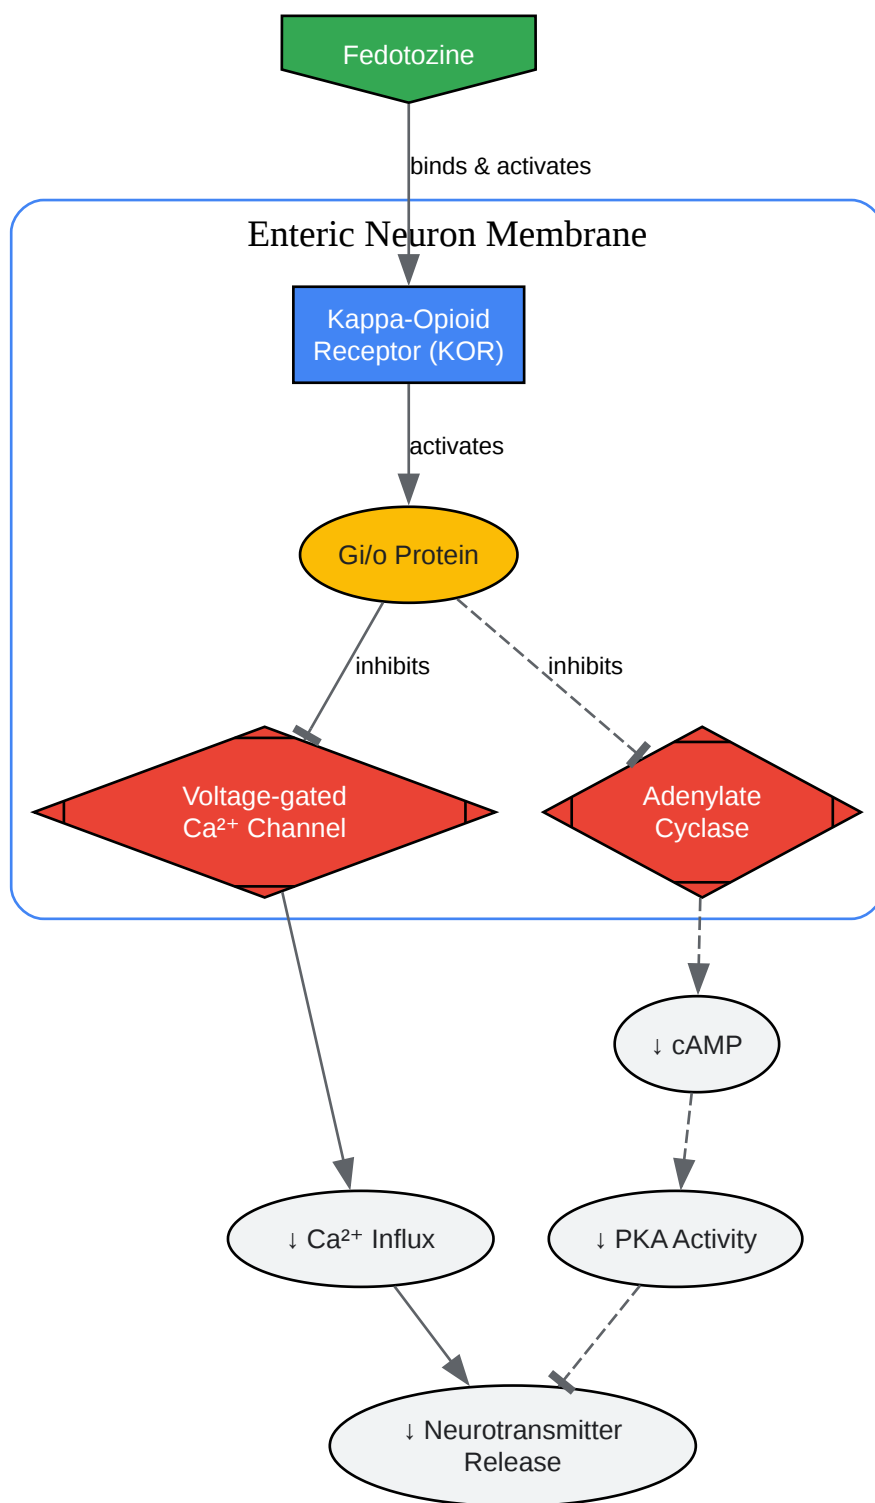 Fedotozine
binds & activates
Enteric Neuron Membrane
Kappa-Opioid
Receptor (KOR)
activates
Gi/o Protein
inhibits
inhibits
Voltage-gated
Ca²⁺ Channel
Adenylate
Cyclase
↓ cAMP
↓ Ca²⁺ Influx
↓ PKA Activity
↓ Neurotransmitter
Release